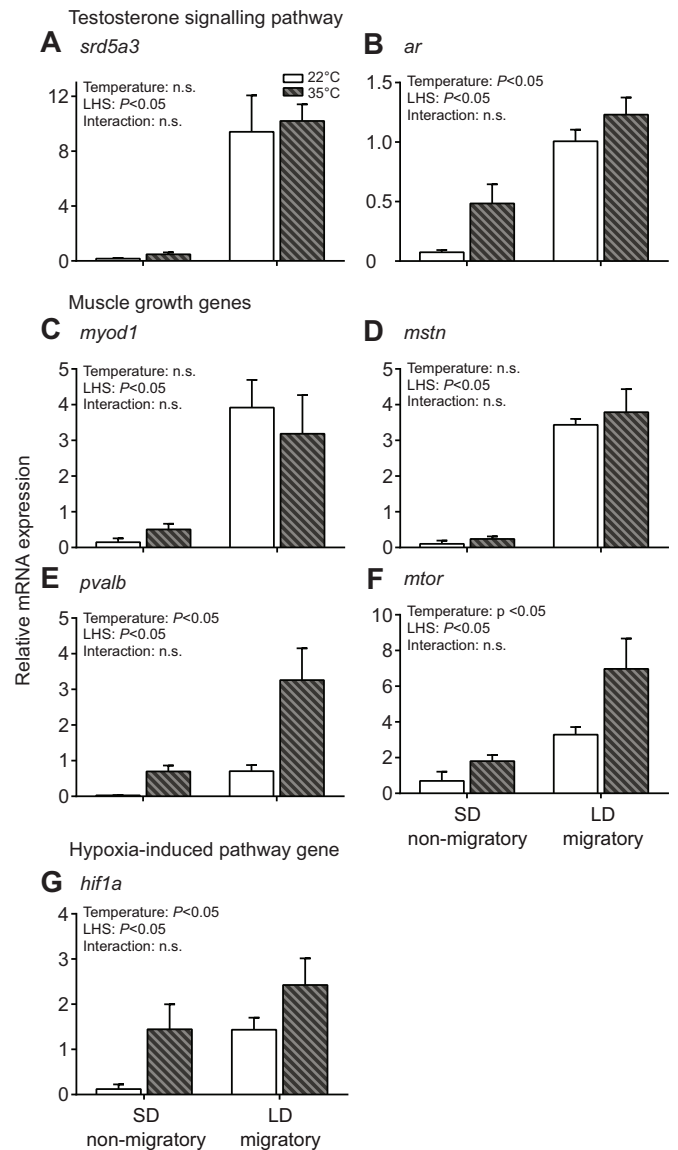 Testosterone signalling pathway
A srd5a3
Temperature: n.s.
LHS: P<0.05
Interaction: n.s.
22°C
35°C
12
8
4
0
B ar
Temperature: P<0.05
LHS: P<0.05
Interaction: n.s.
1.5
1.0
0.5
0
Muscle growth genes
C myod1
Temperature: n.s.
LHS: P<0.05
Interaction: n.s.
5
4
3
2
1
0
D mstn
Temperature: n.s.
LHS: P<0.05
Interaction: n.s.
5
4
3
2
1
0
Relative mRNA expression
E pvalb
Temperature: P<0.05
LHS: P<0.05
Interaction: n.s.
5
4
3
2
1
0
F mtor
Temperature: p <0.05
LHS: P<0.05
Interaction: n.s.
10
8
6
4
2
0
SD LD
non-migratory migratory
Hypoxia-induced pathway gene
G hif1a
Temperature: P<0.05
LHS: P<0.05
Interaction: n.s.
4
3
2
1
0
SD LD
non-migratory migratory